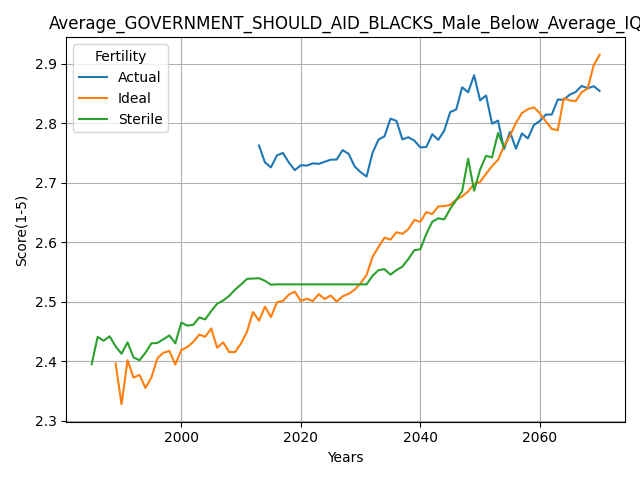 Average_GOVERNMENT_SHOULD_AID_BLACKS_Male_Below_Average_IQ
Fertility
Actual
Ideal
Sterile
Score(1-5)
2.9
2.8
2.7
2.6
2.5
2.4
2.3
2000
2020
2040
2060
Years